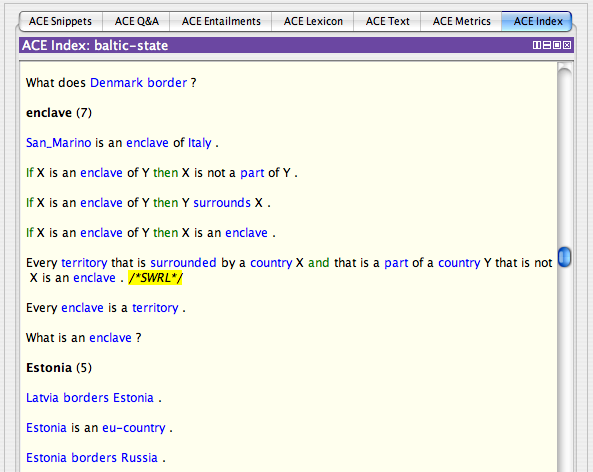 ACE Snippets ACE Q&A ACE Entailments ACE Lexicon ACE Text ACE Metrics ACE Index
ACE Index: baltic-state
What does Denmark border ?
enclave (7)
San_Marino is an enclave of Italy .
If X is an enclave of Y then X is not a part of Y .
If X is an enclave of Y then Y surrounds X .
If X is an enclave of Y then X is an enclave .
Every territory that is surrounded by a country X and that is a part of a country Y that is not
X is an enclave . /*SWRL*/
Every enclave is a territory .
What is an enclave ?
Estonia (5)
Latvia borders Estonia .
Estonia is an eu-country .
Estonia borders Russia .